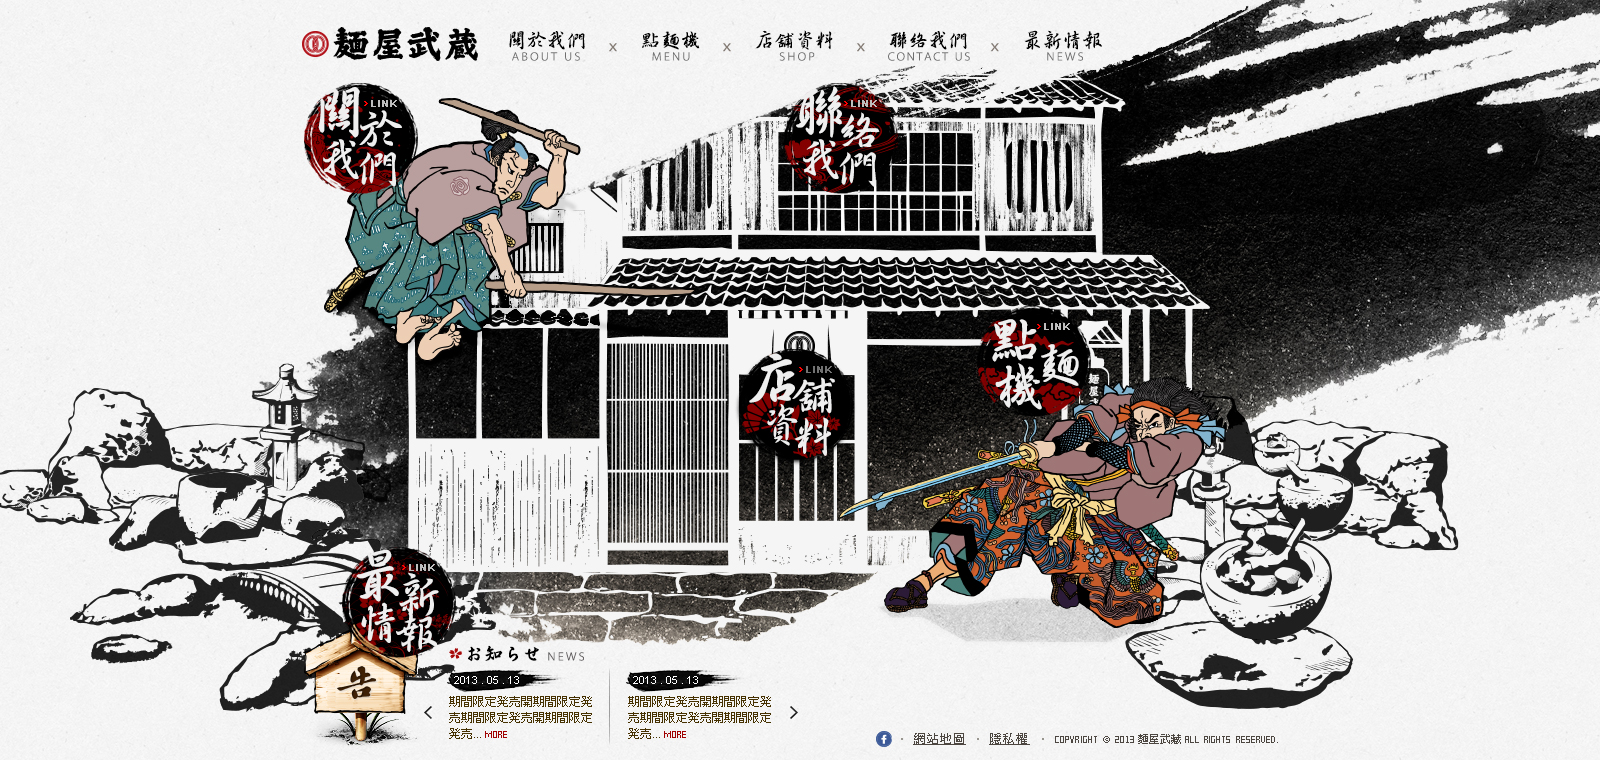 麵屋武蔵
關於我們
ABOUT US
×
點麵機
MENU
×
店舖資料
SHOP
×
聯絡我們
CONTACT US
×
最新情報
NEWS
關於我們
LINK
聯絡我們
LINK
點麵機
LINK
店舖資料
LINK
最新情報
LINK
告
お知らせ NEWS
2013 . 05 . 13
期間限定発売開期間限定発
売期間限定発売開期間限定
発売... MORE
2013 . 05 . 13
期間限定発売開期間限定発
売期間限定発売開期間限定
発売... MORE
f · 網站地圖 · 隱私權 · COPYRIGHT © 2013 麵屋武蔵 ALL RIGHTS RESERVED.